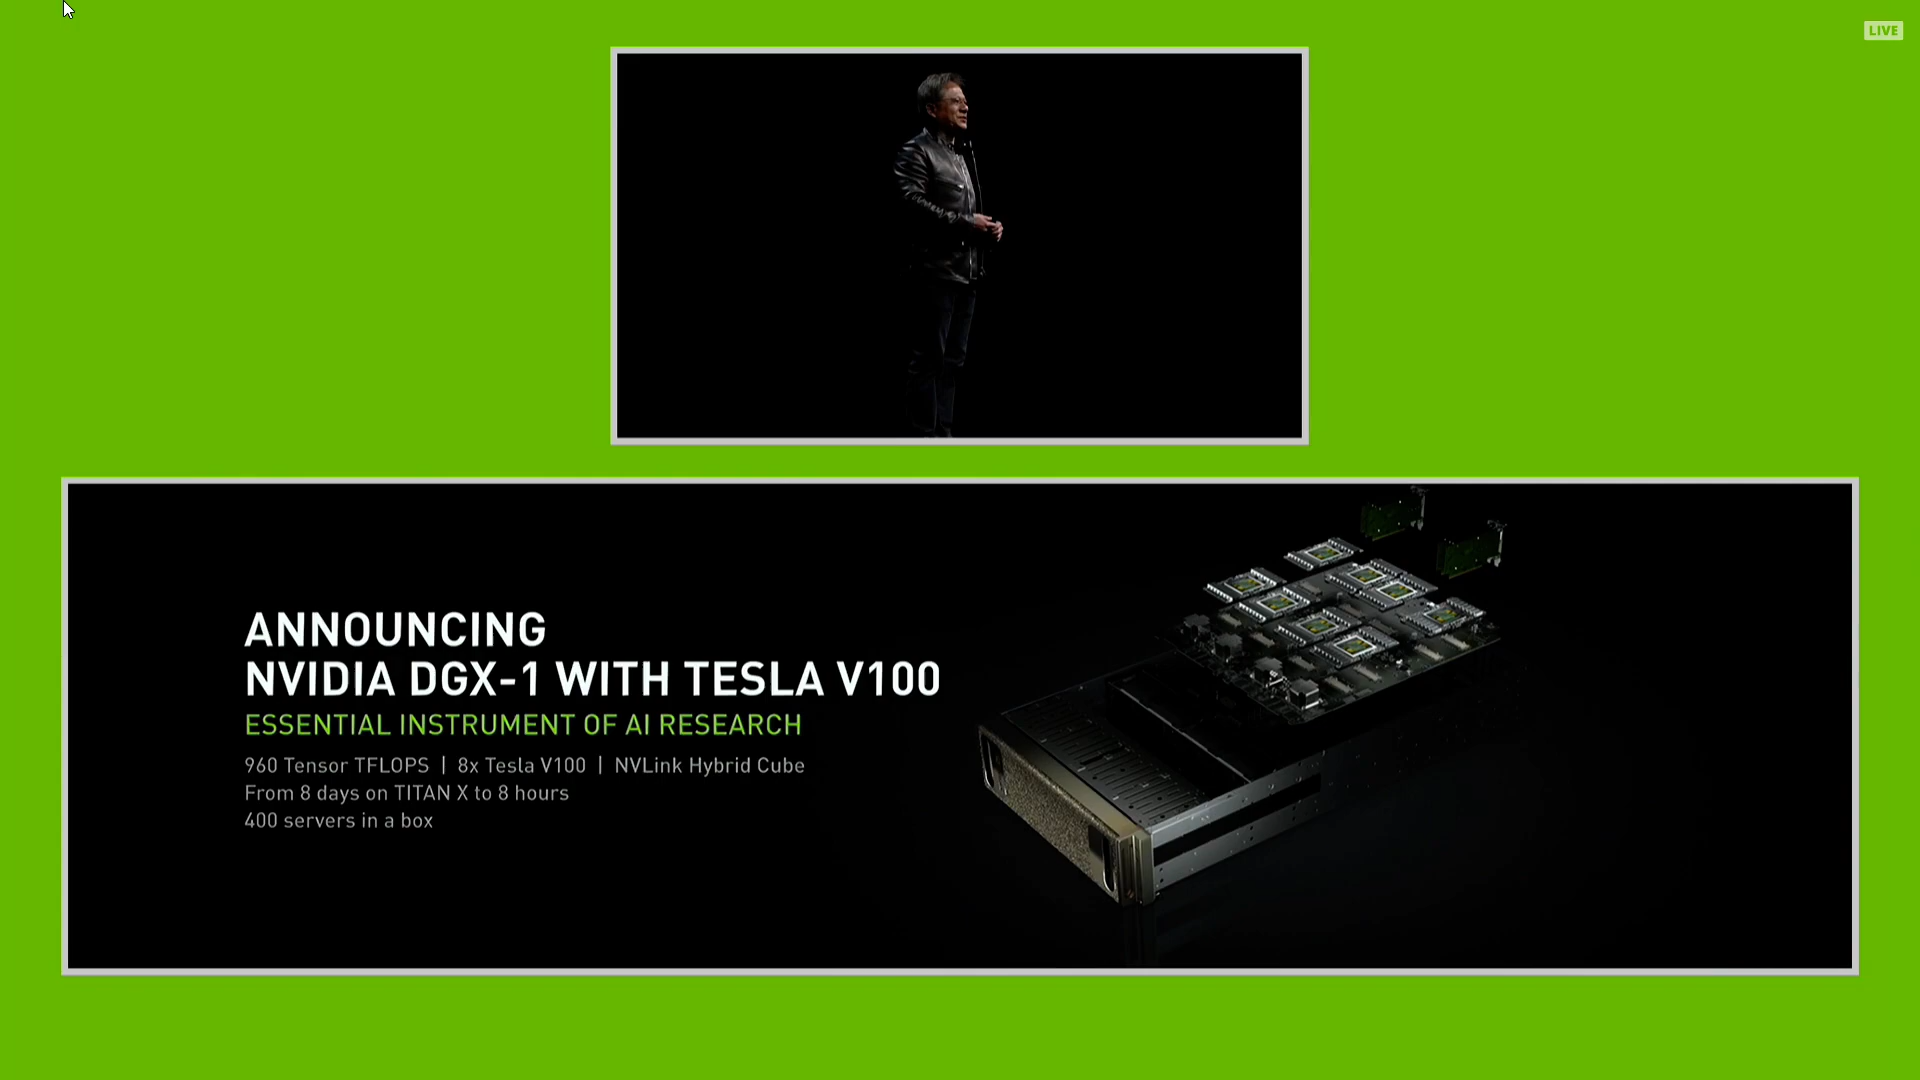 LIVE
ANNOUNCING
NVIDIA DGX-1 WITH TESLA V100
ESSENTIAL INSTRUMENT OF AI RESEARCH
960 Tensor TFLOPS | 8x Tesla V100 | NVLink Hybrid Cube
From 8 days on TITAN X to 8 hours
400 servers in a box